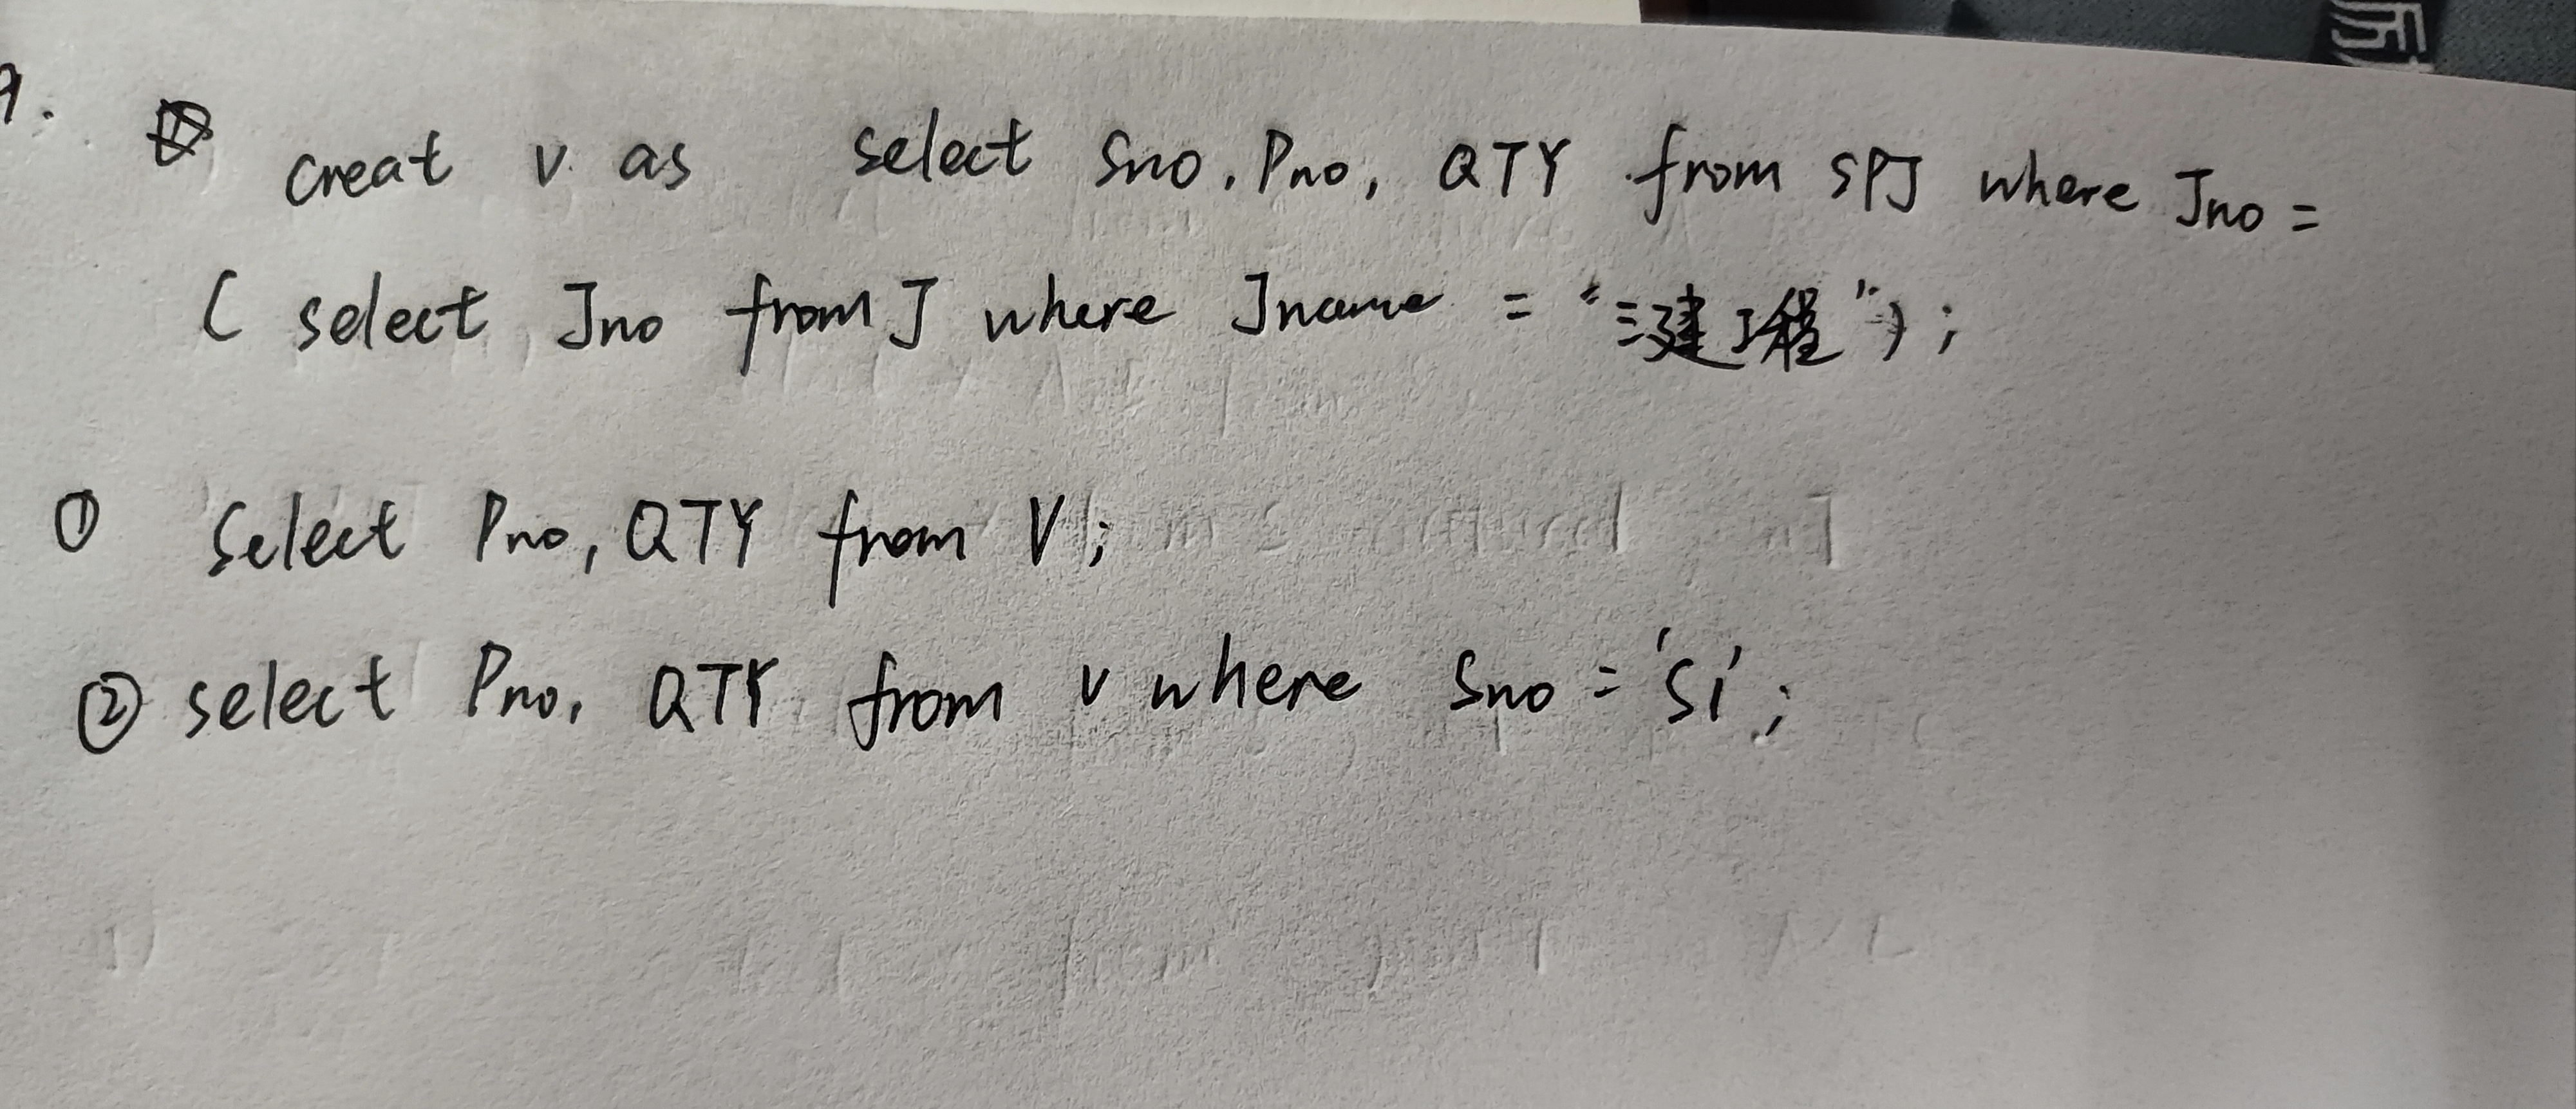 9. creat v as select Sno, Pno, QTY from SPJ where Jno =
( select Jno from J where Jname = "三建工程");
① Select Pno, QTY from V;
② select Pno, QTY from v where Sno = 'S1';